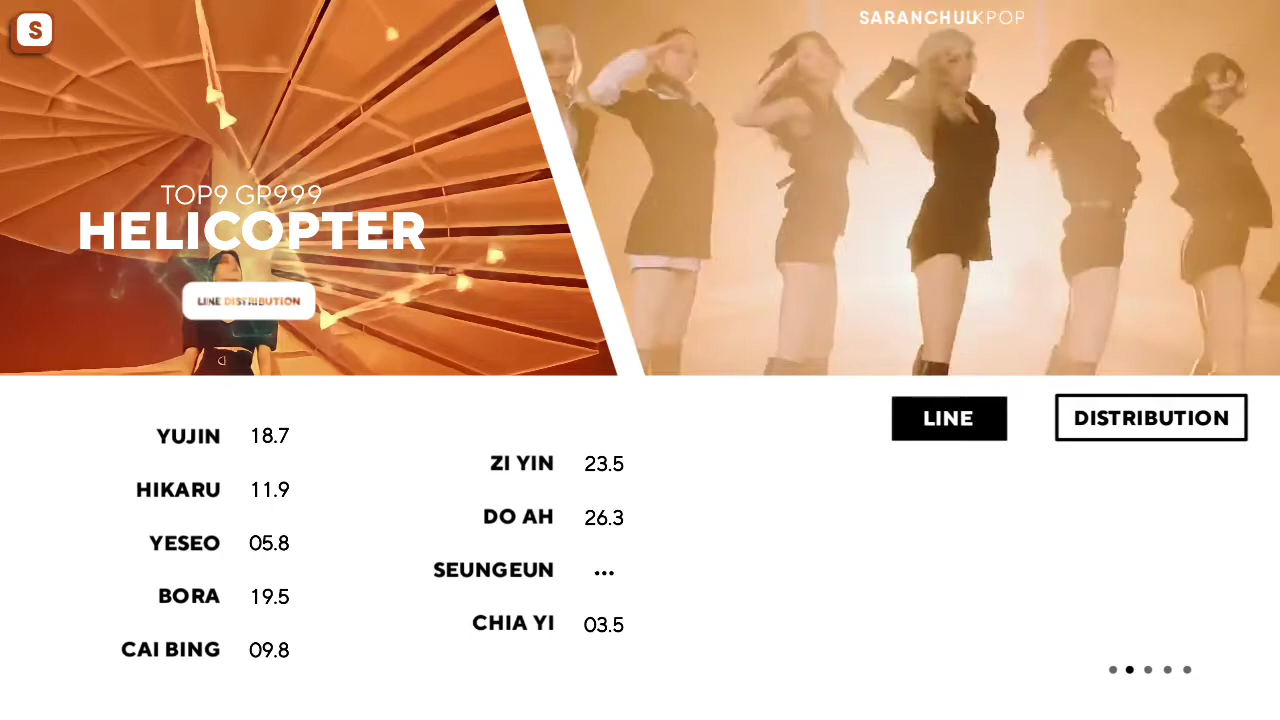 S
SARANCHUUKPOP
TOP9 GP999
HELICOPTER
LINE DISTRIBUTION
LINE DISTRIBUTION
YUJIN 18.7
HIKARU 11.9
YESEO 05.8
BORA 19.5
CAI BING 09.8
ZI YIN 23.5
DO AH 26.3
SEUNGEUN ...
CHIA YI 03.5